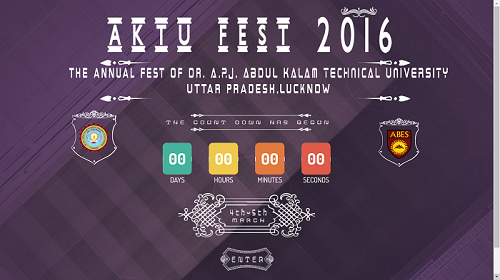 AKTU FEST 2016
THE ANNUAL FEST OF DR. A.P.J. ABDUL KALAM TECHNICAL UNIVERSITY
UTTAR PRADESH,LUCKNOW
THE COUNT DOWN HAS BEGUN
ABES
00 00 00 00
DAYS HOURS MINUTES SECONDS
4th-5th
MARCH
ENTER